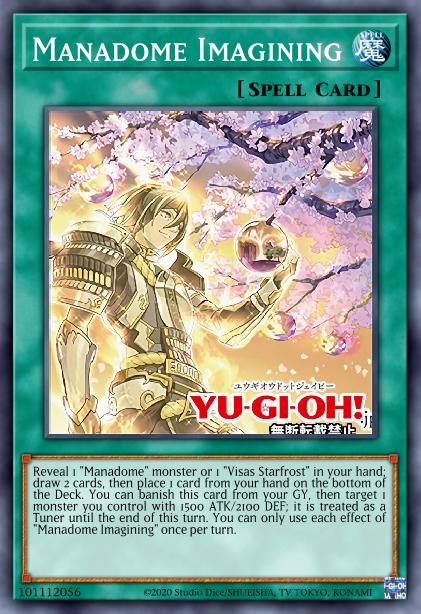 MANADOME IMAGINING
SPELL
魔
[SPELL CARD]
ユウギオウドットジェイピー
YU-GI-OH!
無断転載禁止
Reveal 1 "Manadome" monster or 1 "Visas Starfrost" in your hand;
draw 2 cards, then place 1 card from your hand on the bottom of
the Deck. You can banish this card from your GY, then target 1
monster you control with 1500 ATK/2100 DEF; it is treated as a
Tuner until the end of this turn. You can only use each effect of
"Manadome Imagining" once per turn.
101112056
©2020 Studio Dice/SHUEISHA, TV TOKYO, KONAMI